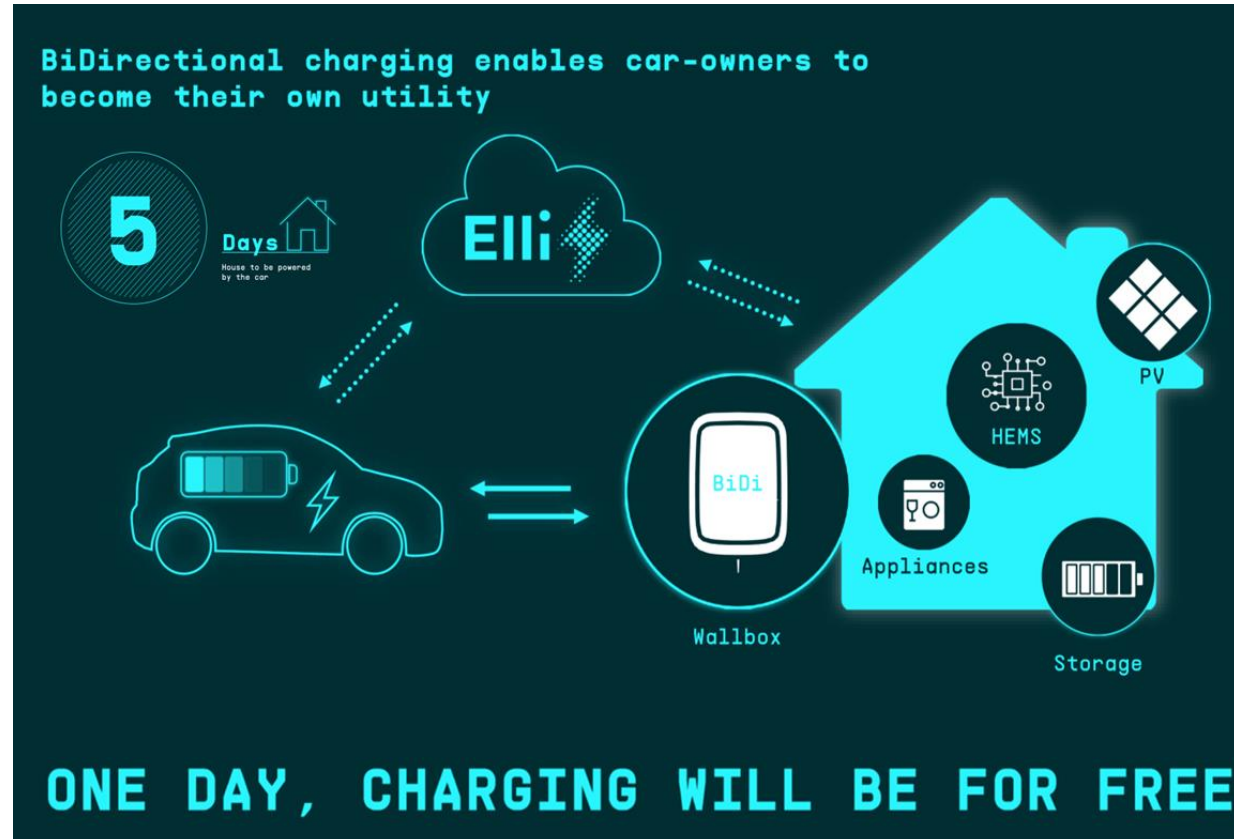 BiDirectional charging enables car-owners to
become their own utility
5
Days
House to be powered
by the car
Elli
PV
HEMS
BiDi
Appliances
Wallbox
Storage
ONE DAY, CHARGING WILL BE FOR FREE